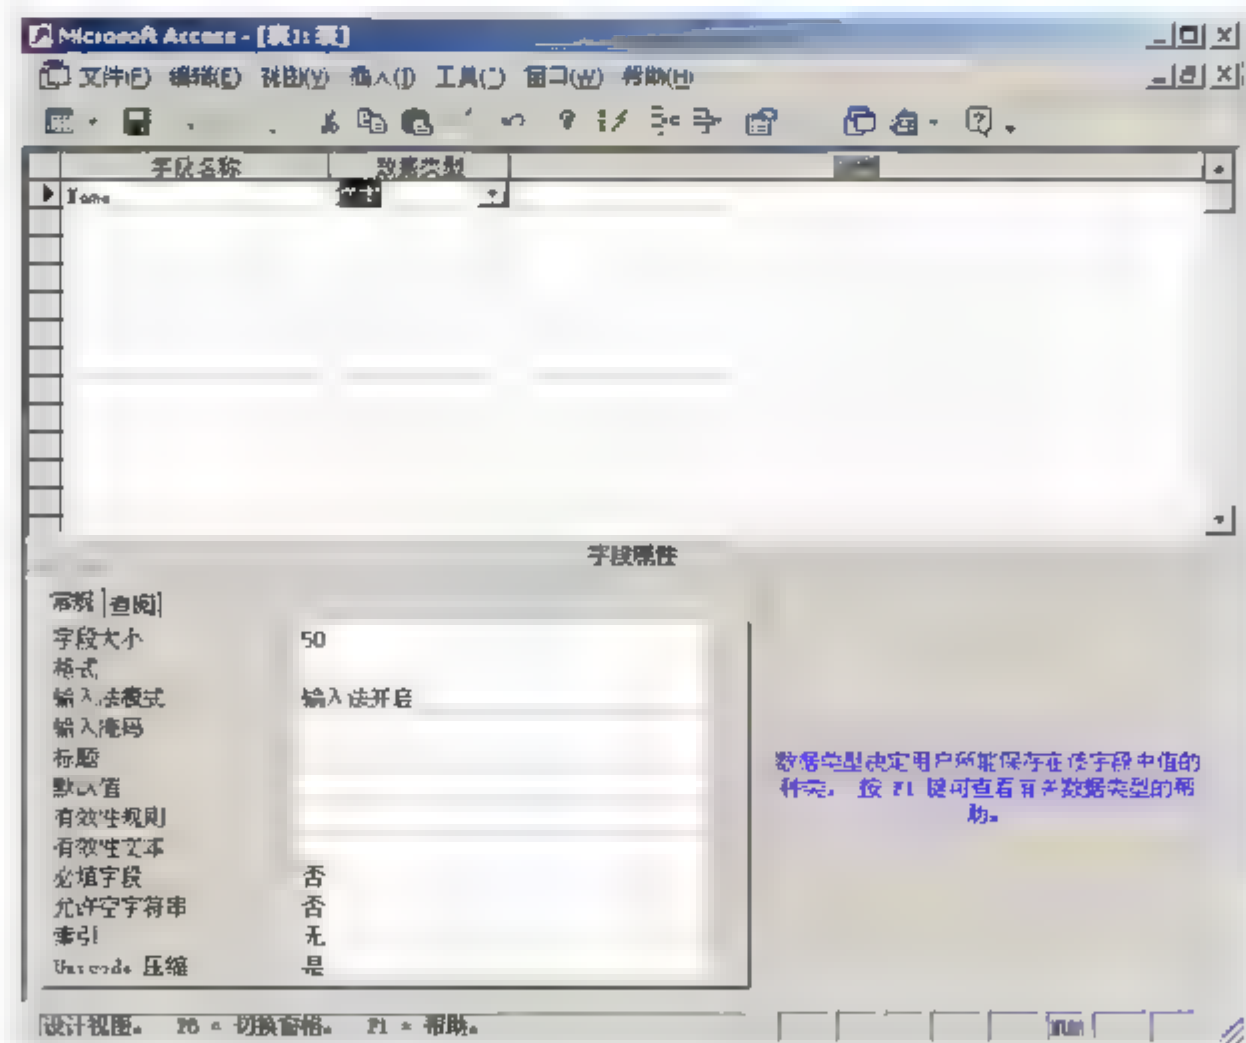 Microsoft Access - [表1: 表]
文件(F) 编辑(E) 视图(V) 插入(I) 工具(T) 窗口(W) 帮助(H)
字段名称 数据类型
Name 文本
字段属性
常规 查阅
字段大小 50
格式
输入法模式 输入法开启
输入掩码
标题
默认值
有效性规则
有效性文本
必填字段 否
允许空字符串 否
索引 无
Unicode 压缩 是
数据类型决定用户所能保存在该字段中值的
种类。 按 F1 键可查看有关数据类型的帮
助。
设计视图。 F6 = 切换窗格。 F1 = 帮助。
NUM